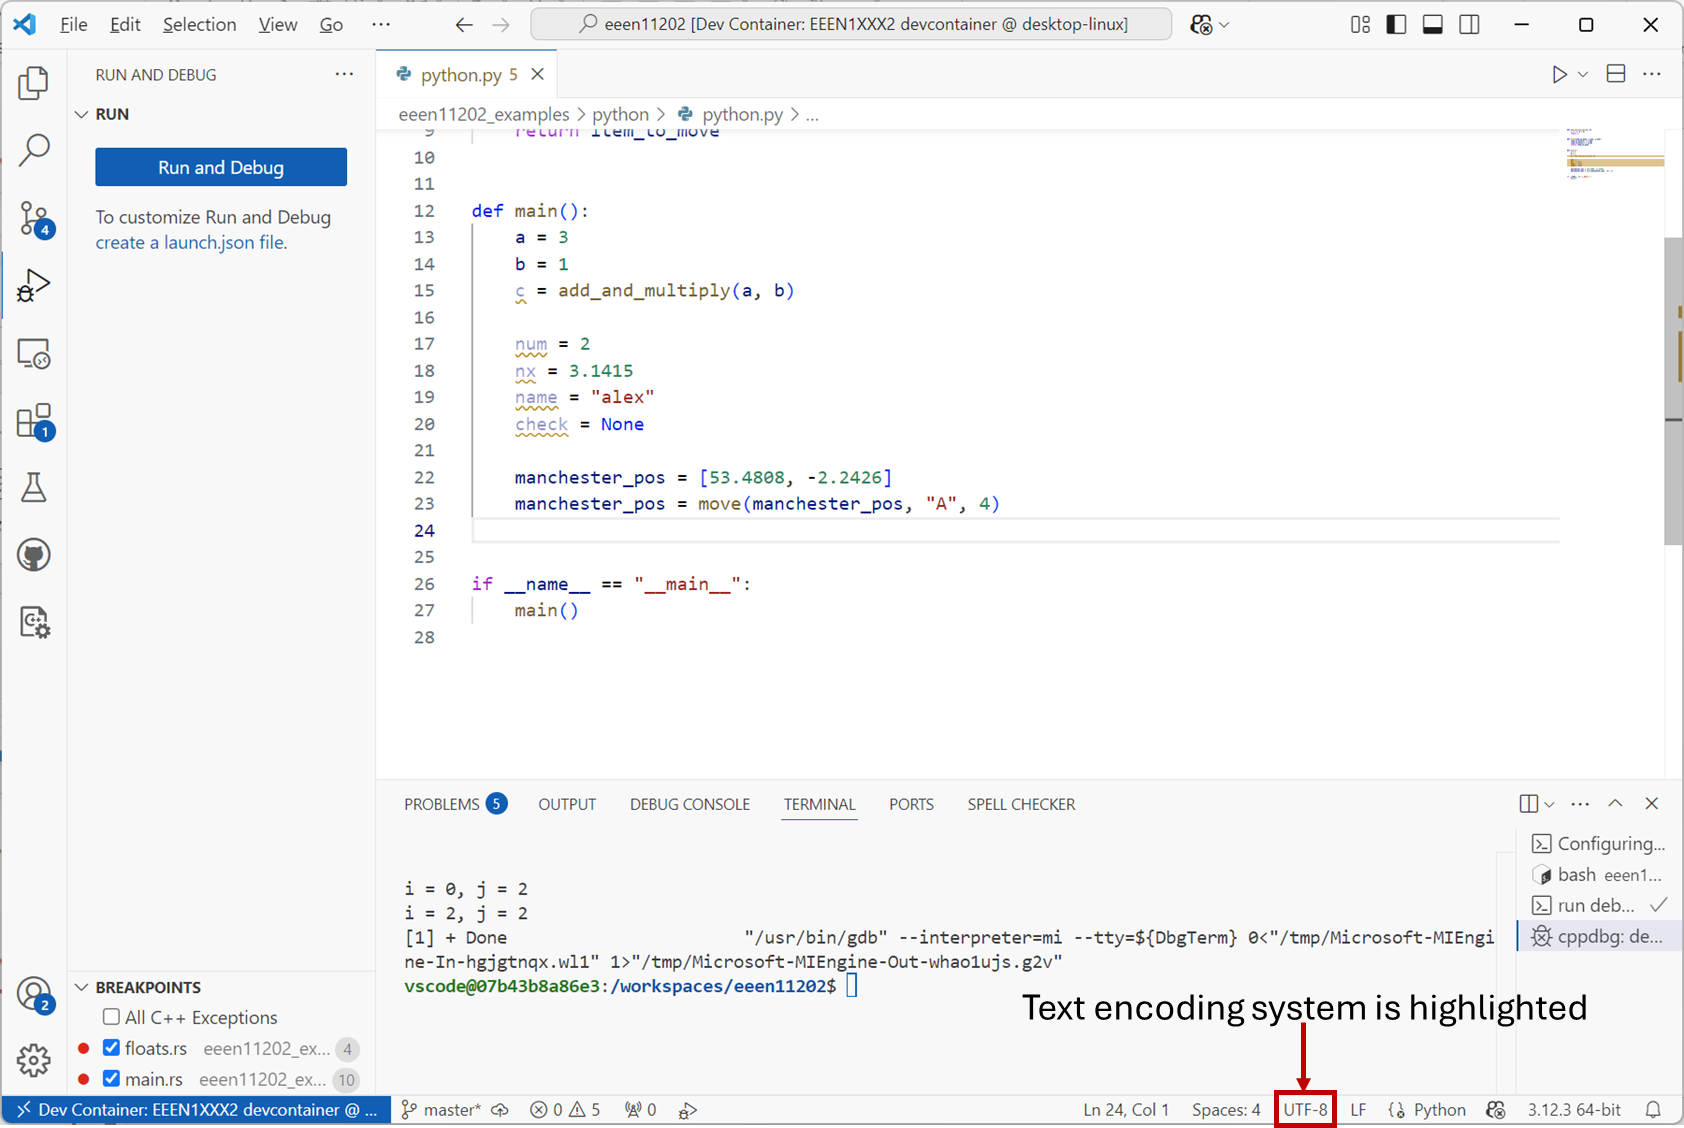 File Edit Selection View Go ··· eeen11202 [Dev Container: EEEN1XXX2 devcontainer @ desktop-linux]
RUN AND DEBUG ···
RUN
Run and Debug
To customize Run and Debug
create a launch.json file.
4
1
2
python.py 5
eeen11202_examples > python > python.py > ...
9 return item_to_move
10
11
12 def main():
13 a = 3
14 b = 1
15 c = add_and_multiply(a, b)
16
17 num = 2
18 nx = 3.1415
19 name = "alex"
20 check = None
21
22 manchester_pos = [53.4808, -2.2426]
23 manchester_pos = move(manchester_pos, "A", 4)
24
25
26 if __name__ == "__main__":
27 main()
28
PROBLEMS 5 OUTPUT DEBUG CONSOLE TERMINAL PORTS SPELL CHECKER
i = 0, j = 2
i = 2, j = 2
[1] + Done "/usr/bin/gdb" --interpreter=mi --tty=${DbgTerm} 0<"/tmp/Microsoft-MIEngi
ne-In-hgjgtnqx.wl1" 1>"/tmp/Microsoft-MIEngine-Out-whao1ujs.g2v"
vscode@07b43b8a86e3:/workspaces/eeen11202$
Configuring...
bash eeen1...
run deb...
cppdbg: de...
Text encoding system is highlighted
BREAKPOINTS
All C++ Exceptions
floats.rs eeen11202_ex... 4
main.rs eeen11202_ex... 10
Dev Container: EEEN1XXX2 devcontainer @ ... master* 0 5 0 Ln 24, Col 1 Spaces: 4 UTF-8 LF Python 3.12.3 64-bit